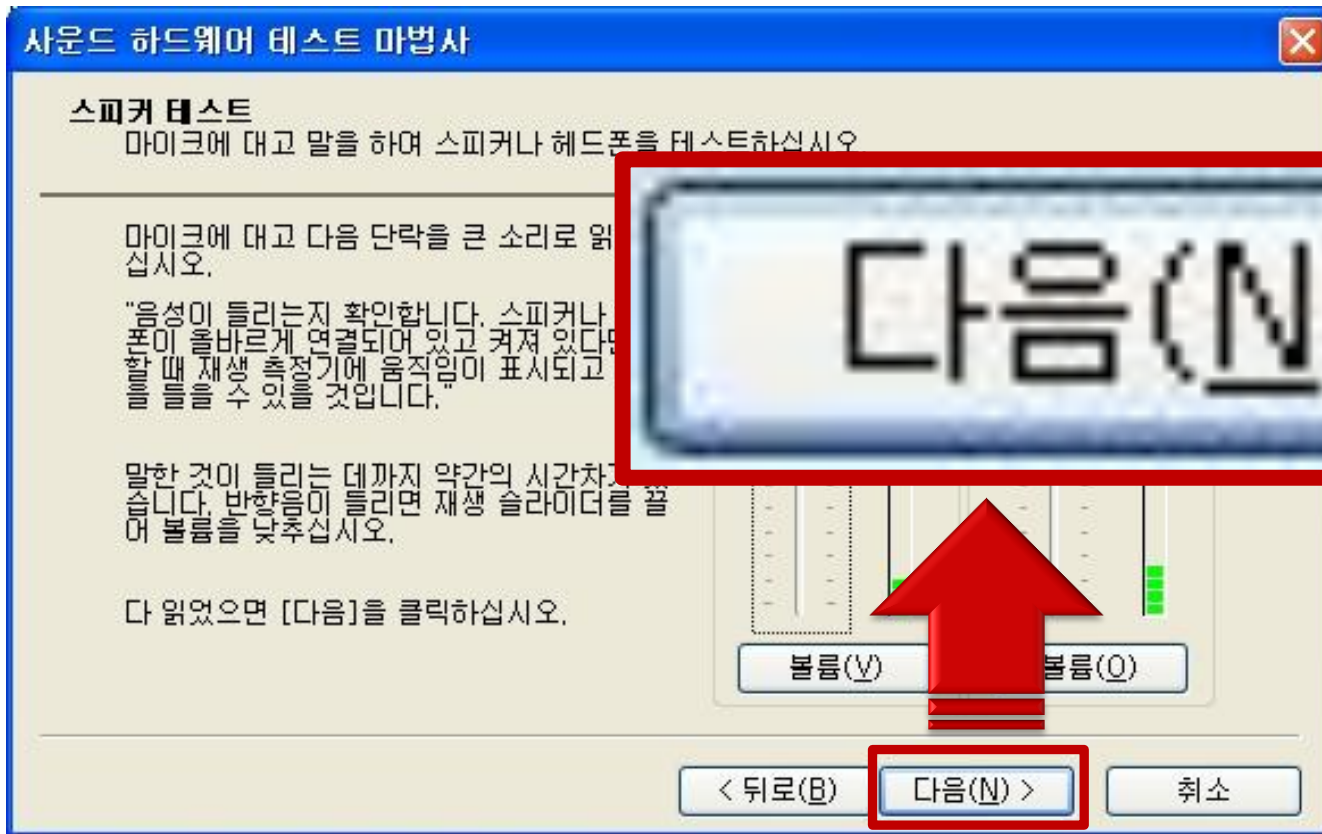 사운드 하드웨어 테스트 마법사
스피커 테스트
마이크에 대고 말을 하여 스피커나 헤드폰을 테스트하십시오.
마이크에 대고 다음 단락을 큰 소리로 읽
십시오.
"음성이 들리는지 확인합니다. 스피커나
폰이 올바르게 연결되어 있고 켜져 있다면
할 때 재생 측정기에 움직임이 표시되고
를 들을 수 있을 것입니다."
말한 것이 들리는 데까지 약간의 시간차가
습니다. 반향음이 들리면 재생 슬라이더를 끌
어 볼륨을 낮추십시오.
다 읽었으면 [다음]을 클릭하십시오.
다음(N
볼륨(V) 볼륨(O)
< 뒤로(B) 다음(N) > 취소